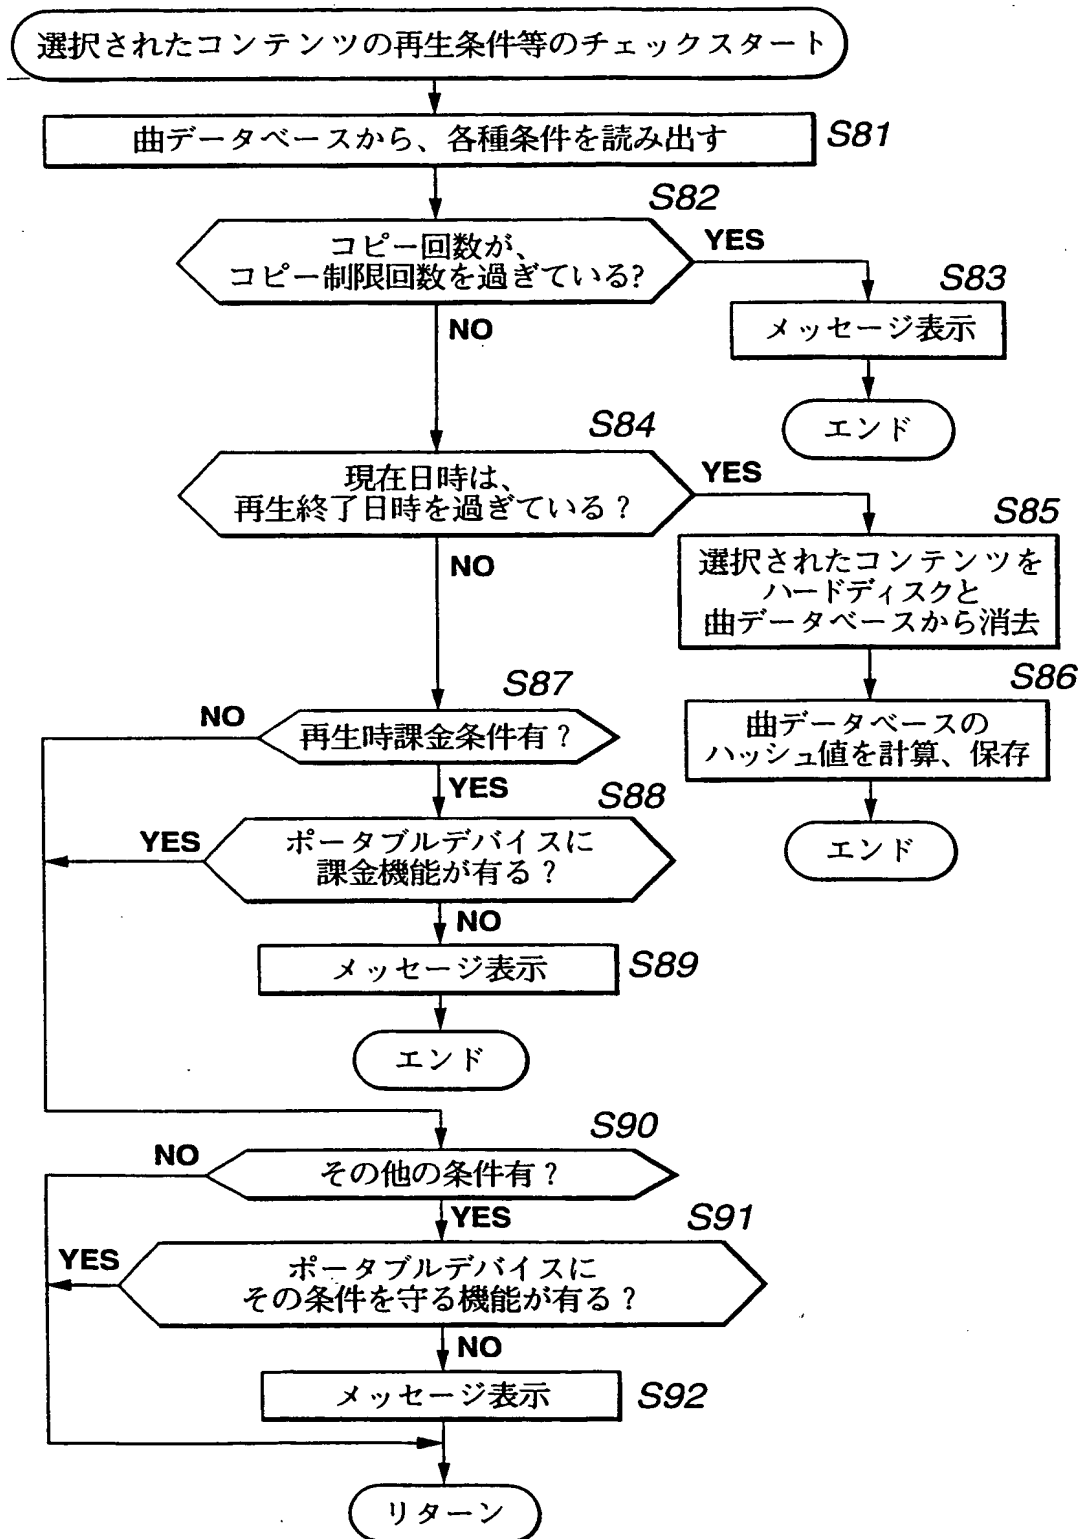 選択されたコンテンツの再生条件等のチェックスタート
曲データベースから、各種条件を読み出す
S81
S82
コピー回数が、
コピー制限回数を過ぎている?
YES
NO
S83
メッセージ表示
エンド
S84
現在日時は、
再生終了日時を過ぎている?
YES
NO
S85
選択されたコンテンツを
ハードディスクと
曲データベースから消去
S86
曲データベースの
ハッシュ値を計算、保存
エンド
S87
再生時課金条件有?
NO
YES
S88
ポータブルデバイスに
課金機能が有る?
YES
NO
メッセージ表示
S89
エンド
S90
その他の条件有?
NO
YES
S91
ポータブルデバイスに
その条件を守る機能が有る?
YES
NO
メッセージ表示
S92
リターン